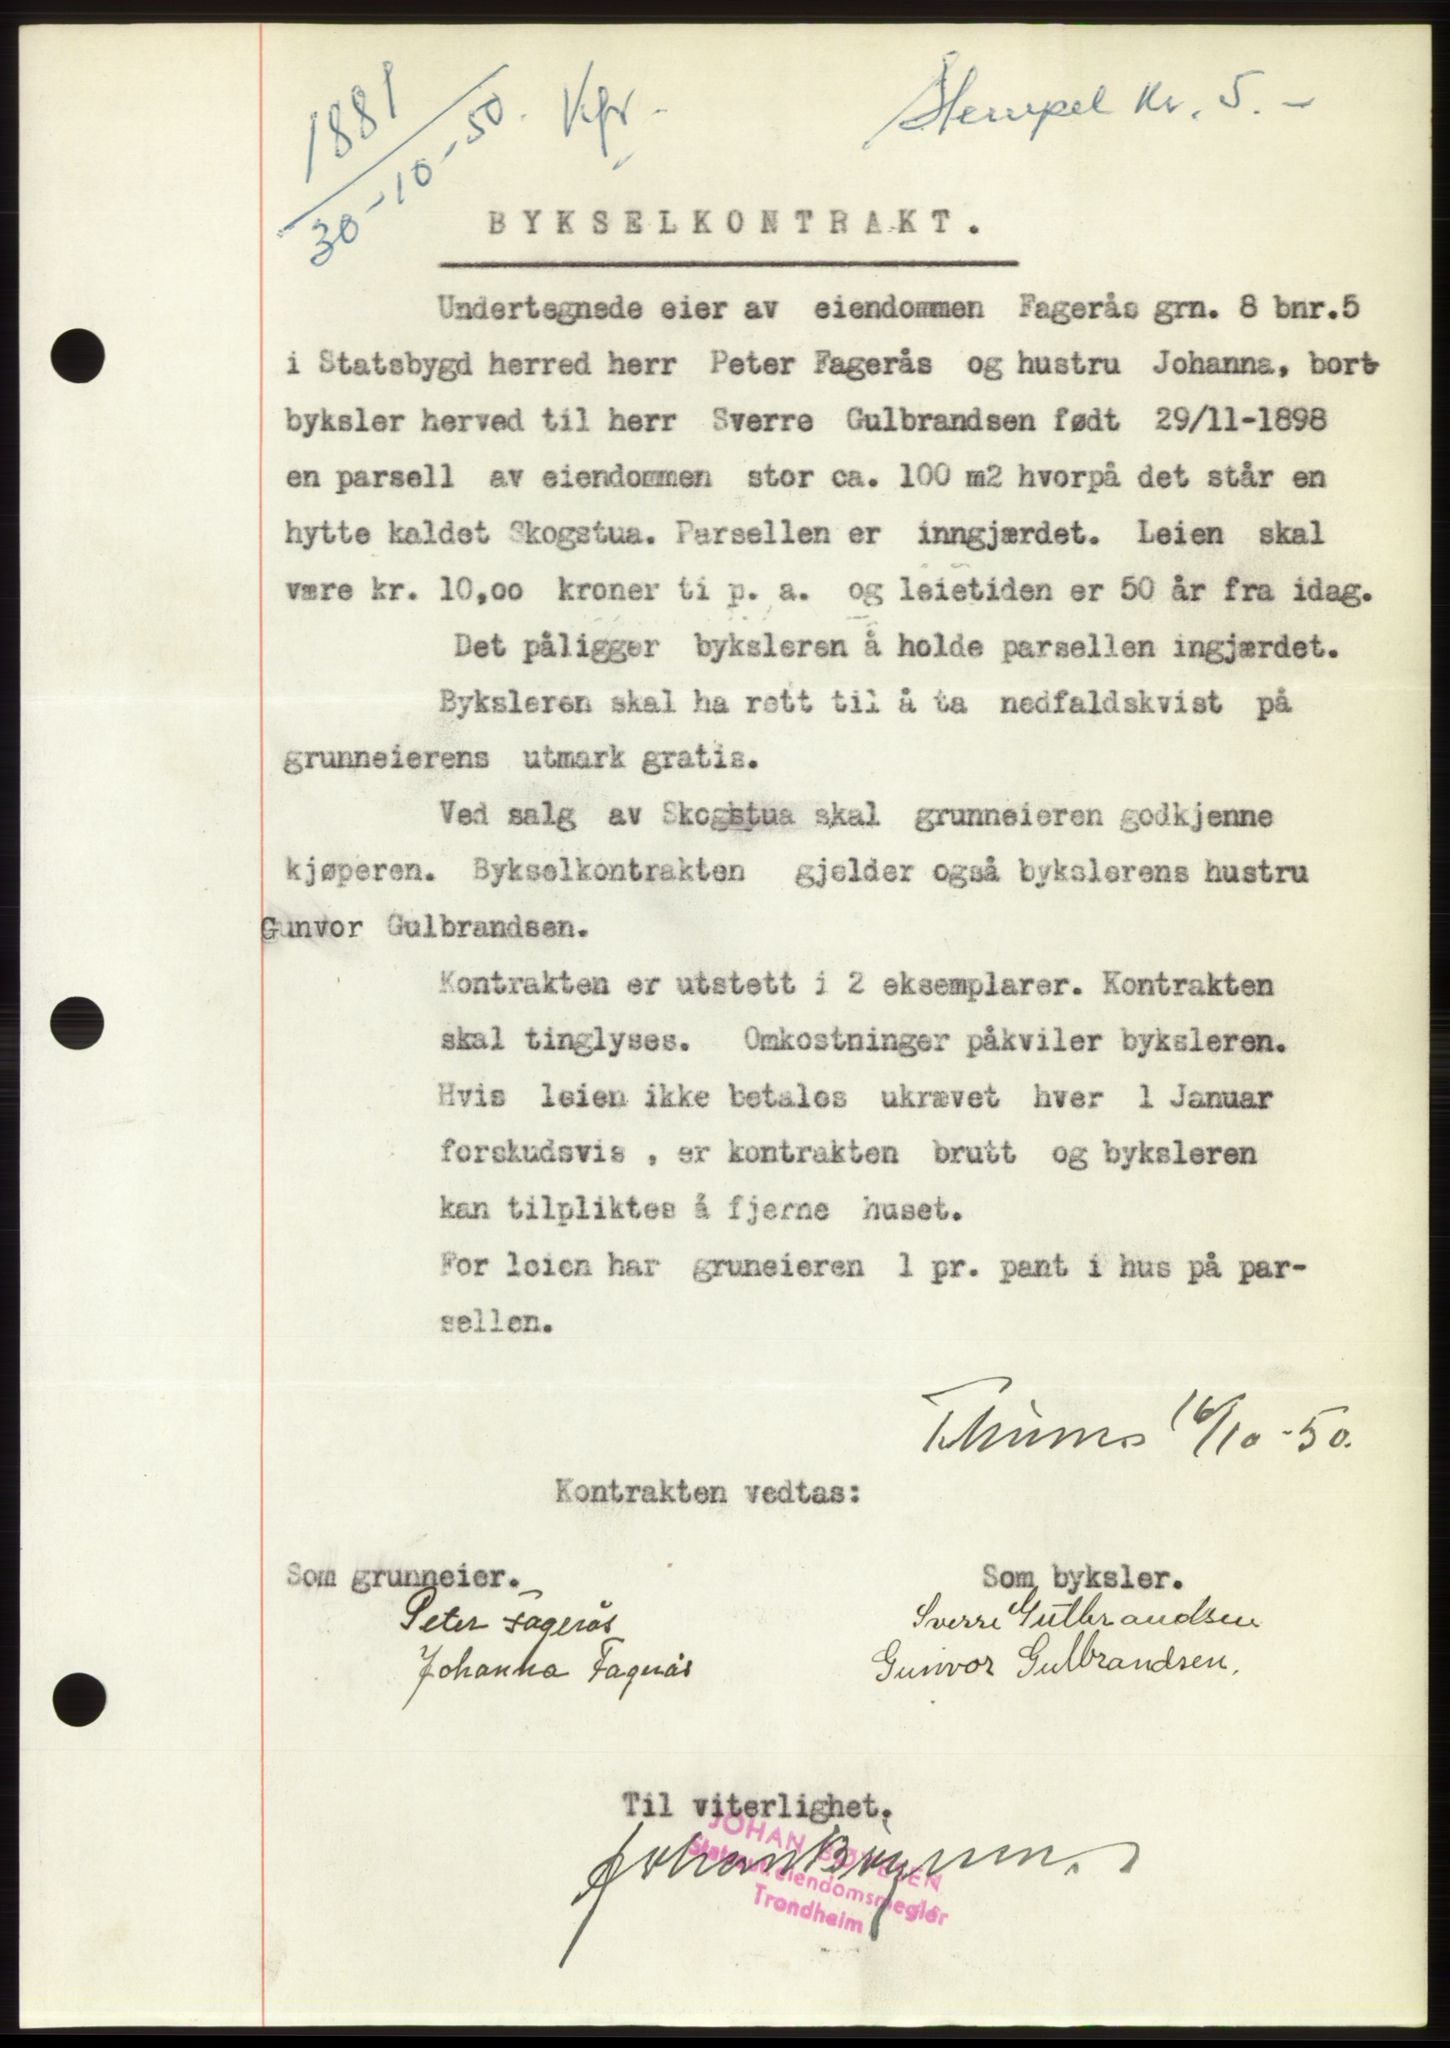 1881
30-10-50. Kfr.
Stempel kr. 5.-
BYKSELKONTRAKT.
Undertegnede eier av eiendommen Fagerås grn. 8 bnr.5
i Statsbygd herred herr Peter Fagerås og hustru Johanna, bort
byksler herved til herr Sverre Gulbrandsen født 29/11-1898
en parsell av eiendommen stor ca. 100 m2 hvorpå det står en
hytte kaldet Skogstua. Parsellen er inngjærdet. Leien skal
være kr. 10,oo kroner ti p. a. og leietiden er 50 år fra idag.
Det påligger byksleren å holde parsellen ingjærdet.
Byksleren skal ha rett til å ta nedfaldskvist på
grunneierens utmark gratis.
Ved salg av Skogstua skal grunneieren godkjenne
kjøperen. Bykselkontrakten gjelder også bykslerens hustru
Gunvor Gulbrandsen.
Kontrakten er utstett i 2 eksemplarer. Kontrakten
skal tinglyses. Omkostninger påkviler byksleren.
Hvis leien ikke betales ukrævet hver 1 Januar
forskudsvis , er kontrakten brutt og byksleren
kan tilpliktes å fjerne huset.
For leien har gruneieren 1 pr. pant i hus på par-
sellen.
16/10-50.
Kontrakten vedtas:
Som grunneier.
Som byksler.
Peter Fagerås
Sverre Gulbrandsen
Johanna Fagerås
Gunvor Gulbrandsen.
Til viterlighet.
JOHAN
Statsaut. eiendomsmegler
Trondheim